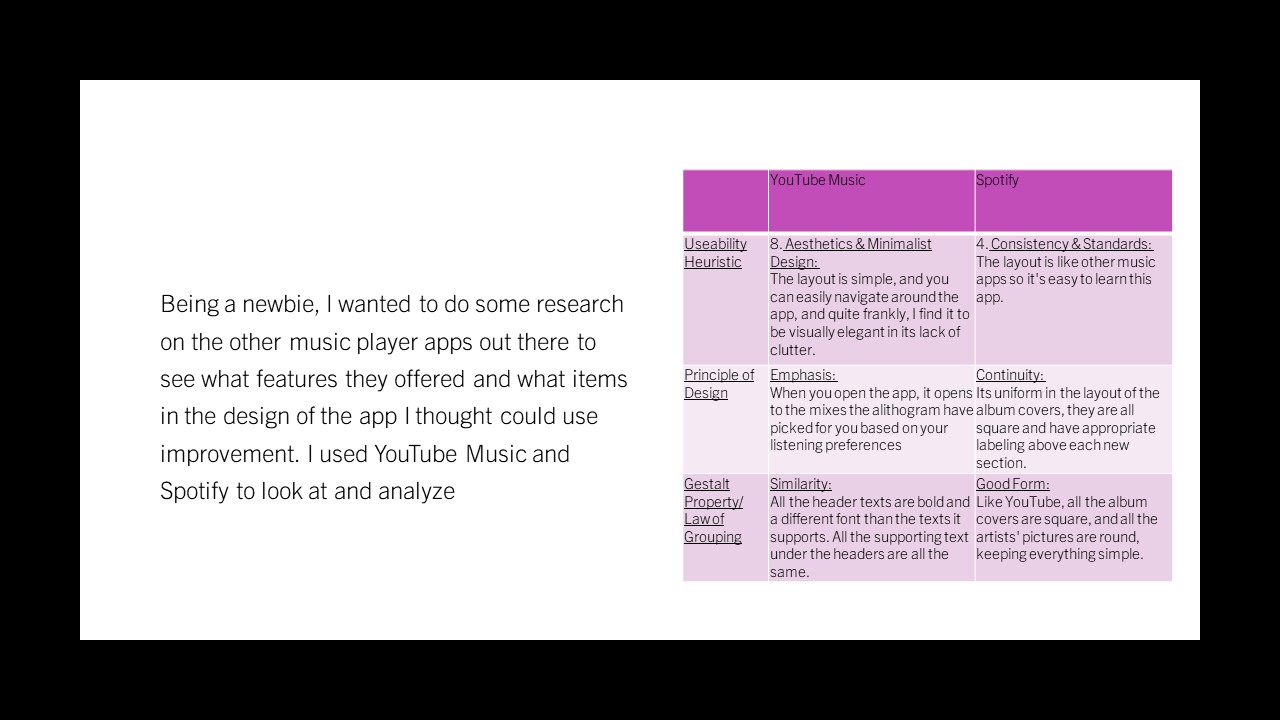 Being a newbie, I wanted to do some research
on the other music player apps out there to
see what features they offered and what items
in the design of the app I thought could use
improvement. I used YouTube Music and
Spotify to look at and analyze
YouTube Music
Spotify
Useability
Heuristic
8. Aesthetics & Minimalist
Design:
The layout is simple, and you
can easily navigate around the
app, and quite frankly, I find it to
be visually elegant in its lack of
clutter.
4. Consistency & Standards:
The layout is like other music
apps so it's easy to learn this
app.
Principle of
Design
Emphasis:
When you open the app, it opens
to the mixes the alithogram have
picked for you based on your
listening preferences
Continuity:
Its uniform in the layout of the
album covers, they are all
square and have appropriate
labeling above each new
section.
Gestalt
Property/
Law of
Grouping
Similarity:
All the header texts are bold and
a different font than the texts it
supports. All the supporting text
under the headers are all the
same.
Good Form:
Like YouTube, all the album
covers are square, and all the
artists' pictures are round,
keeping everything simple.